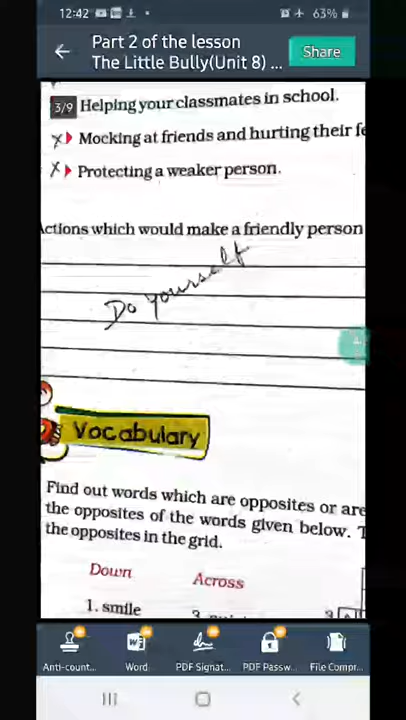 12:42
63%
Part 2 of the lesson
The Little Bully(Unit 8) ...
Share
3/9
Helping your classmates in school.
x Mocking at friends and hurting their fe
x Protecting a weaker person.
Actions which would make a friendly person
Do yourself
Vocabulary
Find out words which are opposites or are
the opposites of the words given below. T
the opposites in the grid.
Down Across
1. smile 3.
Anti-count... Word PDF Signat... PDF Passw... File Compr...